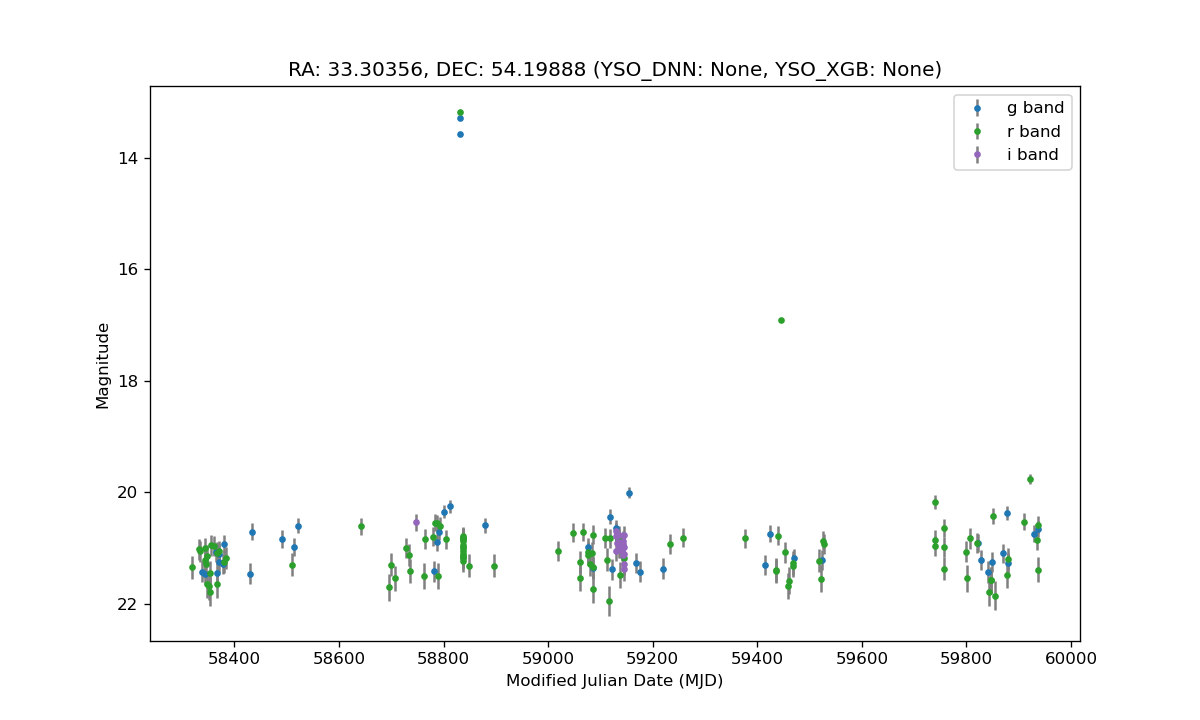 RA: 33.30356, DEC: 54.19888 (YSO_DNN: None, YSO_XGB: None)
g band
r band
i band
Magnitude
14
16
18
20
22
58400 58600 58800 59000 59200 59400 59600 59800 60000
Modified Julian Date (MJD)